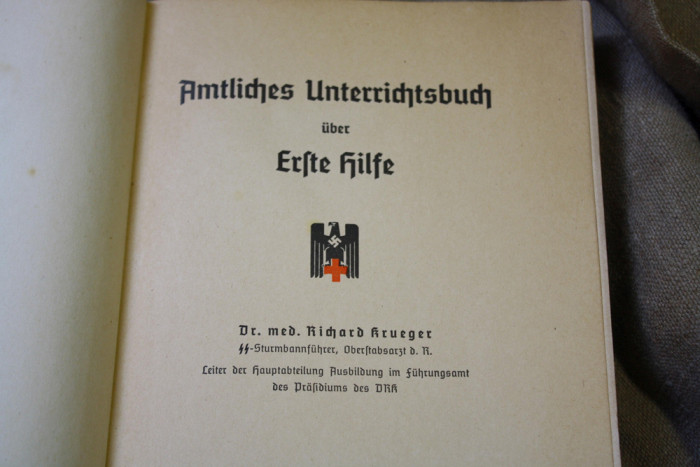 Amtliches Unterrichtsbuch
über
Erste Hilfe
Dr. med. Richard Krueger
ᛋᛋ-Sturmbannführer, Oberstabsarzt d. R.
Leiter der Hauptabteilung Ausbildung im Führungsamt
des Präsidiums des DRK